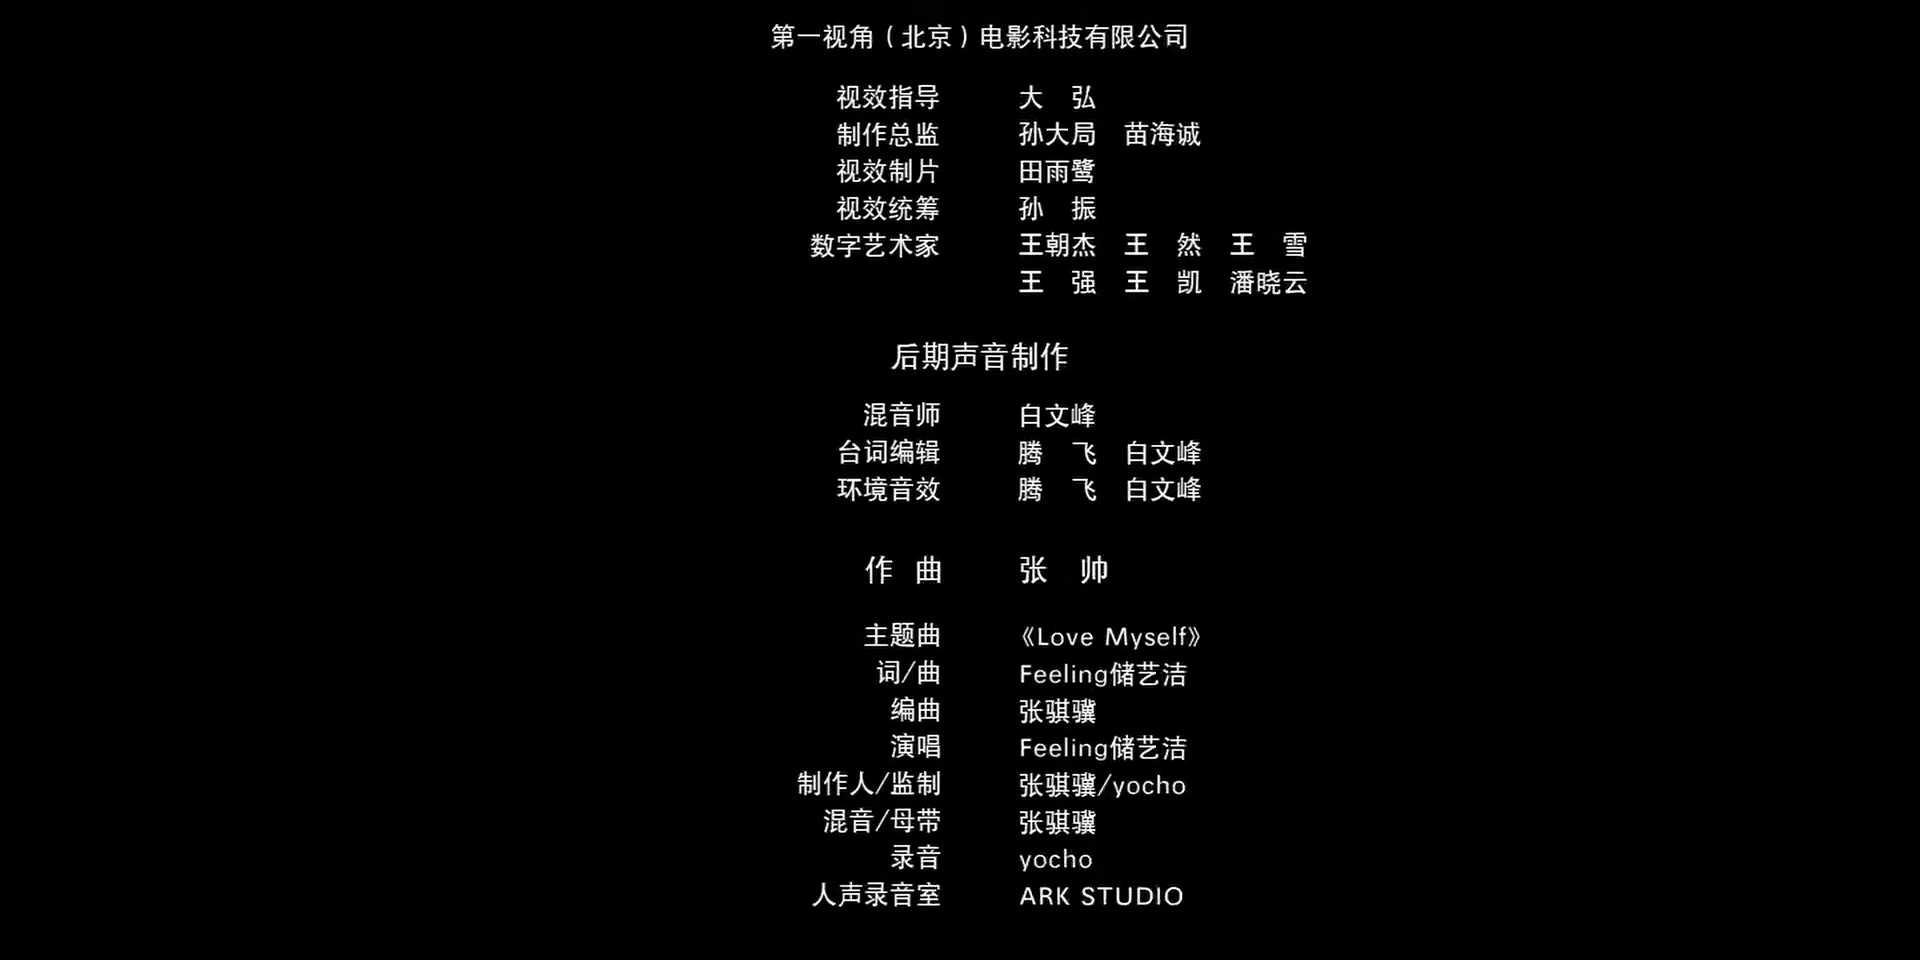 第一视角（北京）电影科技有限公司
视效指导 大 弘
制作总监 孙大局 苗海诚
视效制片 田雨鹭
视效统筹 孙 振
数字艺术家 王朝杰 王 然 王 雪
王 强 王 凯 潘晓云
后期声音制作
混音师 白文峰
台词编辑 腾 飞 白文峰
环境音效 腾 飞 白文峰
作 曲 张 帅
主题曲 《Love Myself》
词/曲 Feeling储艺洁
编曲 张骐骥
演唱 Feeling储艺洁
制作人/监制 张骐骥/yocho
混音/母带 张骐骥
录音 yocho
人声录音室 ARK STUDIO